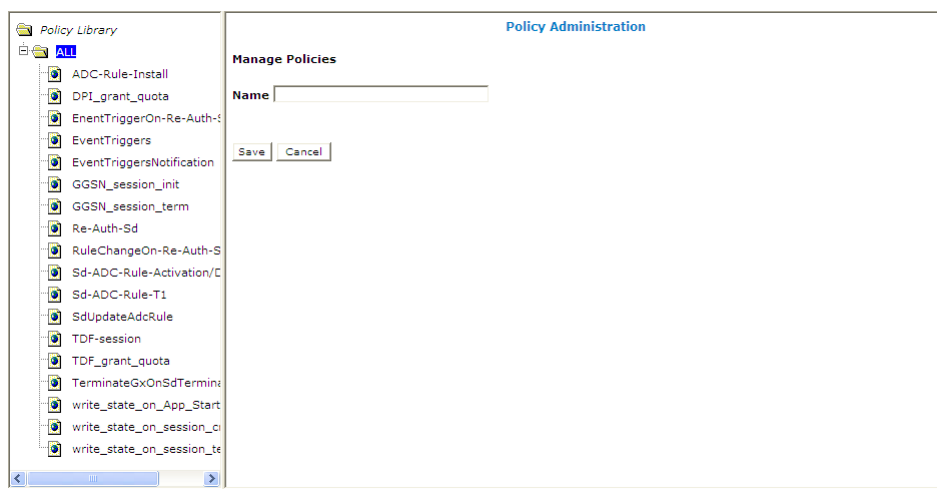 Policy Library
ALL
ADC-Rule-Install
DPI_grant_quota
EnentTriggerOn-Re-Auth-S
EventTriggers
EventTriggersNotification
GGSN_session_init
GGSN_session_term
Re-Auth-Sd
RuleChangeOn-Re-Auth-S
Sd-ADC-Rule-Activation/D
Sd-ADC-Rule-T1
SdUpdateAdcRule
TDF-session
TDF_grant_quota
TerminateGxOnSdTermina
write_state_on_App_Start
write_state_on_session_cr
write_state_on_session_te
Policy Administration
Manage Policies
Name
Save Cancel